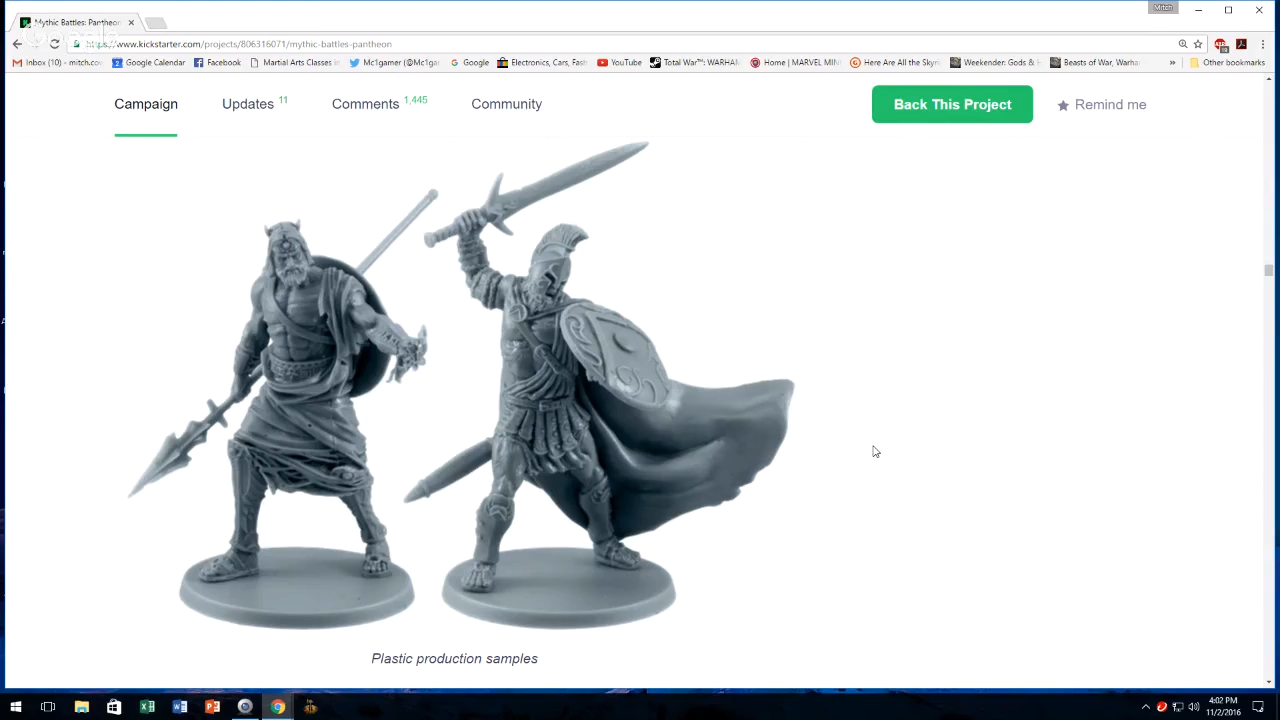 Mitch
Mythic Battles: Pantheon
https://www.kickstarter.com/projects/806316071/mythic-battles-pantheon
Inbox (10) - mitch.cov Google Calendar Facebook Martial Arts Classes in Mc1gamer (@Mc1ga Google Electronics, Cars, Fash YouTube Total War™: WARHAM Home | MARVEL MIN Here Are All the Skyri Weekender: Gods & H Beasts of War, Warha » Other bookmarks
Campaign Updates 11 Comments 1,445 Community Back This Project Remind me
Plastic production samples
4:02 PM
11/2/2016